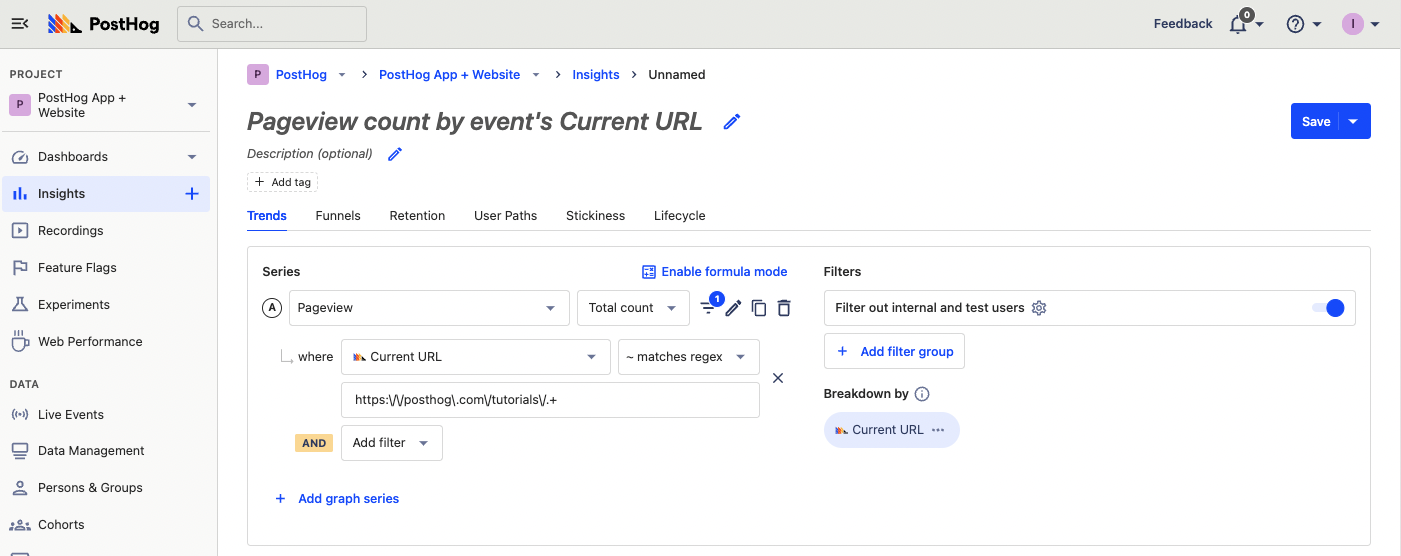 PostHog
Search...
Feedback
0
I
PROJECT
P
PostHog App +
Website
Dashboards
Insights
Recordings
Feature Flags
Experiments
Web Performance
DATA
Live Events
Data Management
Persons & Groups
Cohorts
P PostHog > PostHog App + Website > Insights > Unnamed
Pageview count by event's Current URL
Save
Description (optional)
+ Add tag
Trends Funnels Retention User Paths Stickiness Lifecycle
Series
Enable formula mode
A Pageview Total count 1
where Current URL ~ matches regex
https:\/\/posthog\.com\/tutorials\/.+
AND Add filter
+ Add graph series
Filters
Filter out internal and test users
+ Add filter group
Breakdown by
Current URL